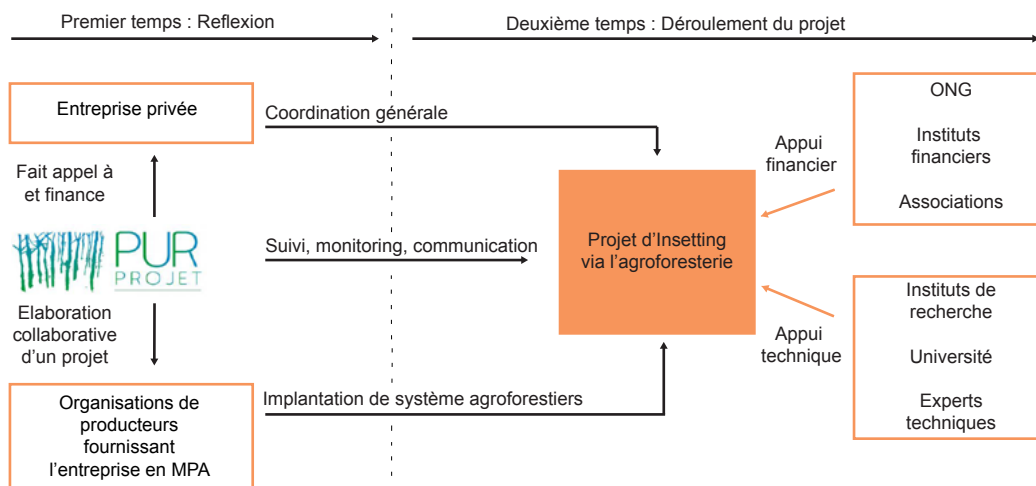 Premier temps : Reflexion
Deuxième temps : Déroulement du projet
Entreprise privée
Coordination générale
Fait appel à
et finance
PUR
PROJET
Suivi, monitoring, communication
Elaboration
collaborative
d'un projet
Organisations de
producteurs
fournissant
l'entreprise en MPA
Implantation de système agroforestiers
Projet d'Insetting
via l'agroforesterie
Appui
financier
ONG
Instituts
financiers
Associations
Appui
technique
Instituts de
recherche
Université
Experts
techniques